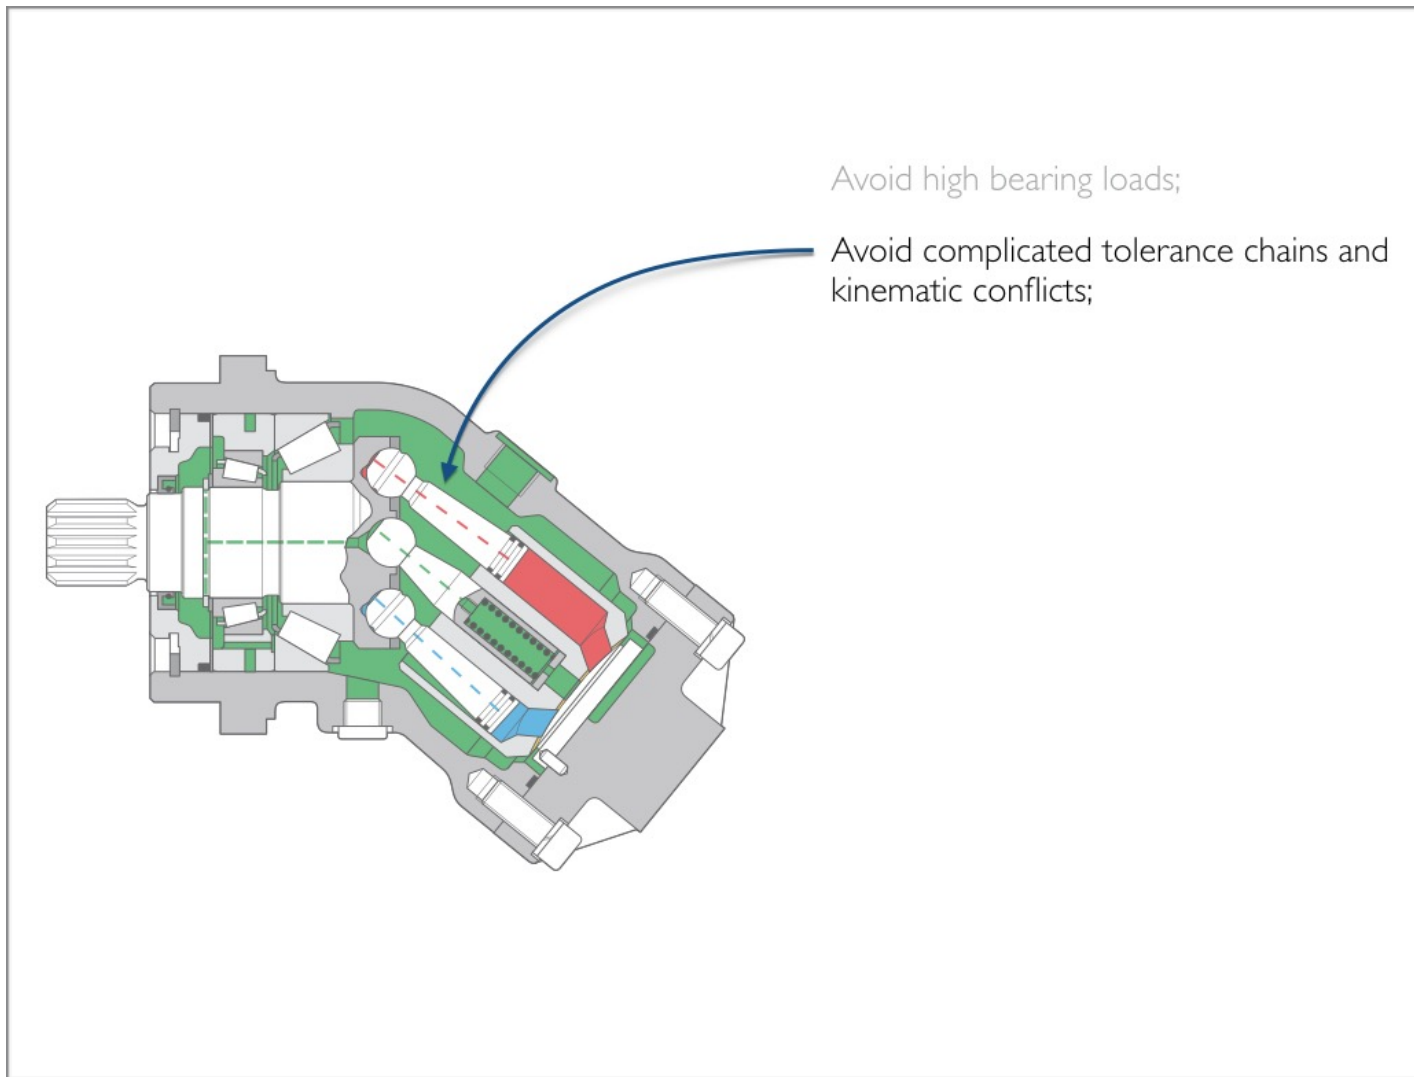 Avoid high bearing loads;
Avoid complicated tolerance chains and
kinematic conflicts;